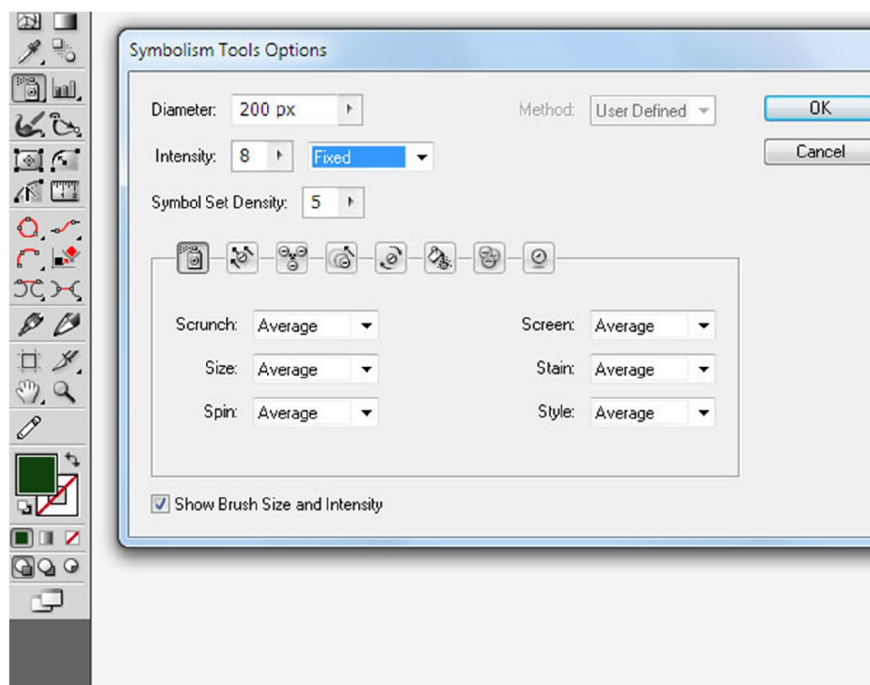 Symbolism Tools Options
Diameter: 200 px Method: User Defined OK
Intensity: 8 Fixed Cancel
Symbol Set Density: 5
Scrunch: Average Screen: Average
Size: Average Stain: Average
Spin: Average Style: Average
Show Brush Size and Intensity